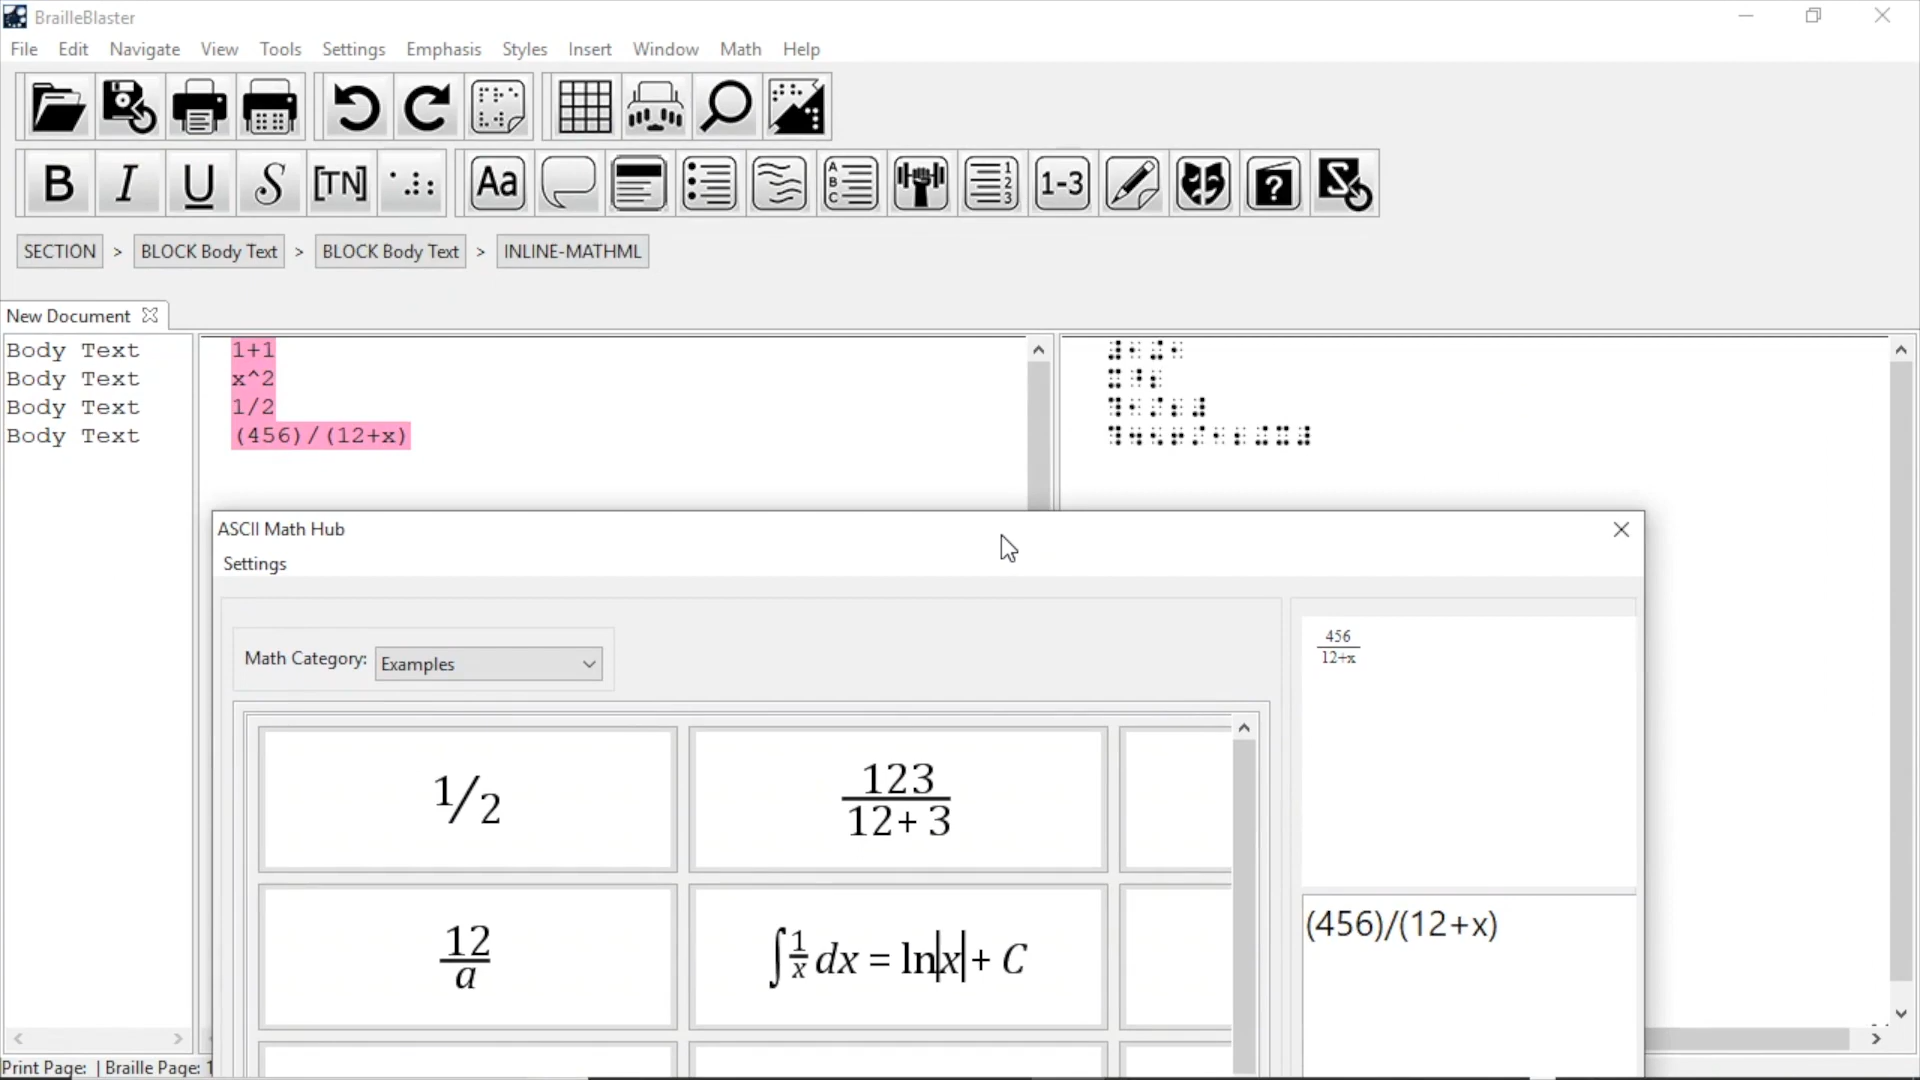 BrailleBlaster
File Edit Navigate View Tools Settings Emphasis Styles Insert Window Math Help
B I U S [TN] Aa ABC 123 1-3 ?
SECTION > BLOCK Body Text > BLOCK Body Text > INLINE-MATHML
New Document
Body Text 1+1 ⠼⠂⠬⠂
Body Text x^2 ⠭⠘⠆
Body Text 1/2 ⠹⠂⠌⠆⠼
Body Text (456)/(12+x) ⠹⠲⠢⠖⠌⠂⠆⠬⠭⠼
ASCII Math Hub
Settings
Math Category: Examples
1/2
123
12+ 3
12
a
∫ 1/x dx = ln|x|+ C
456
12+x
(456)/(12+x)
Print Page: | Braille Page: 1